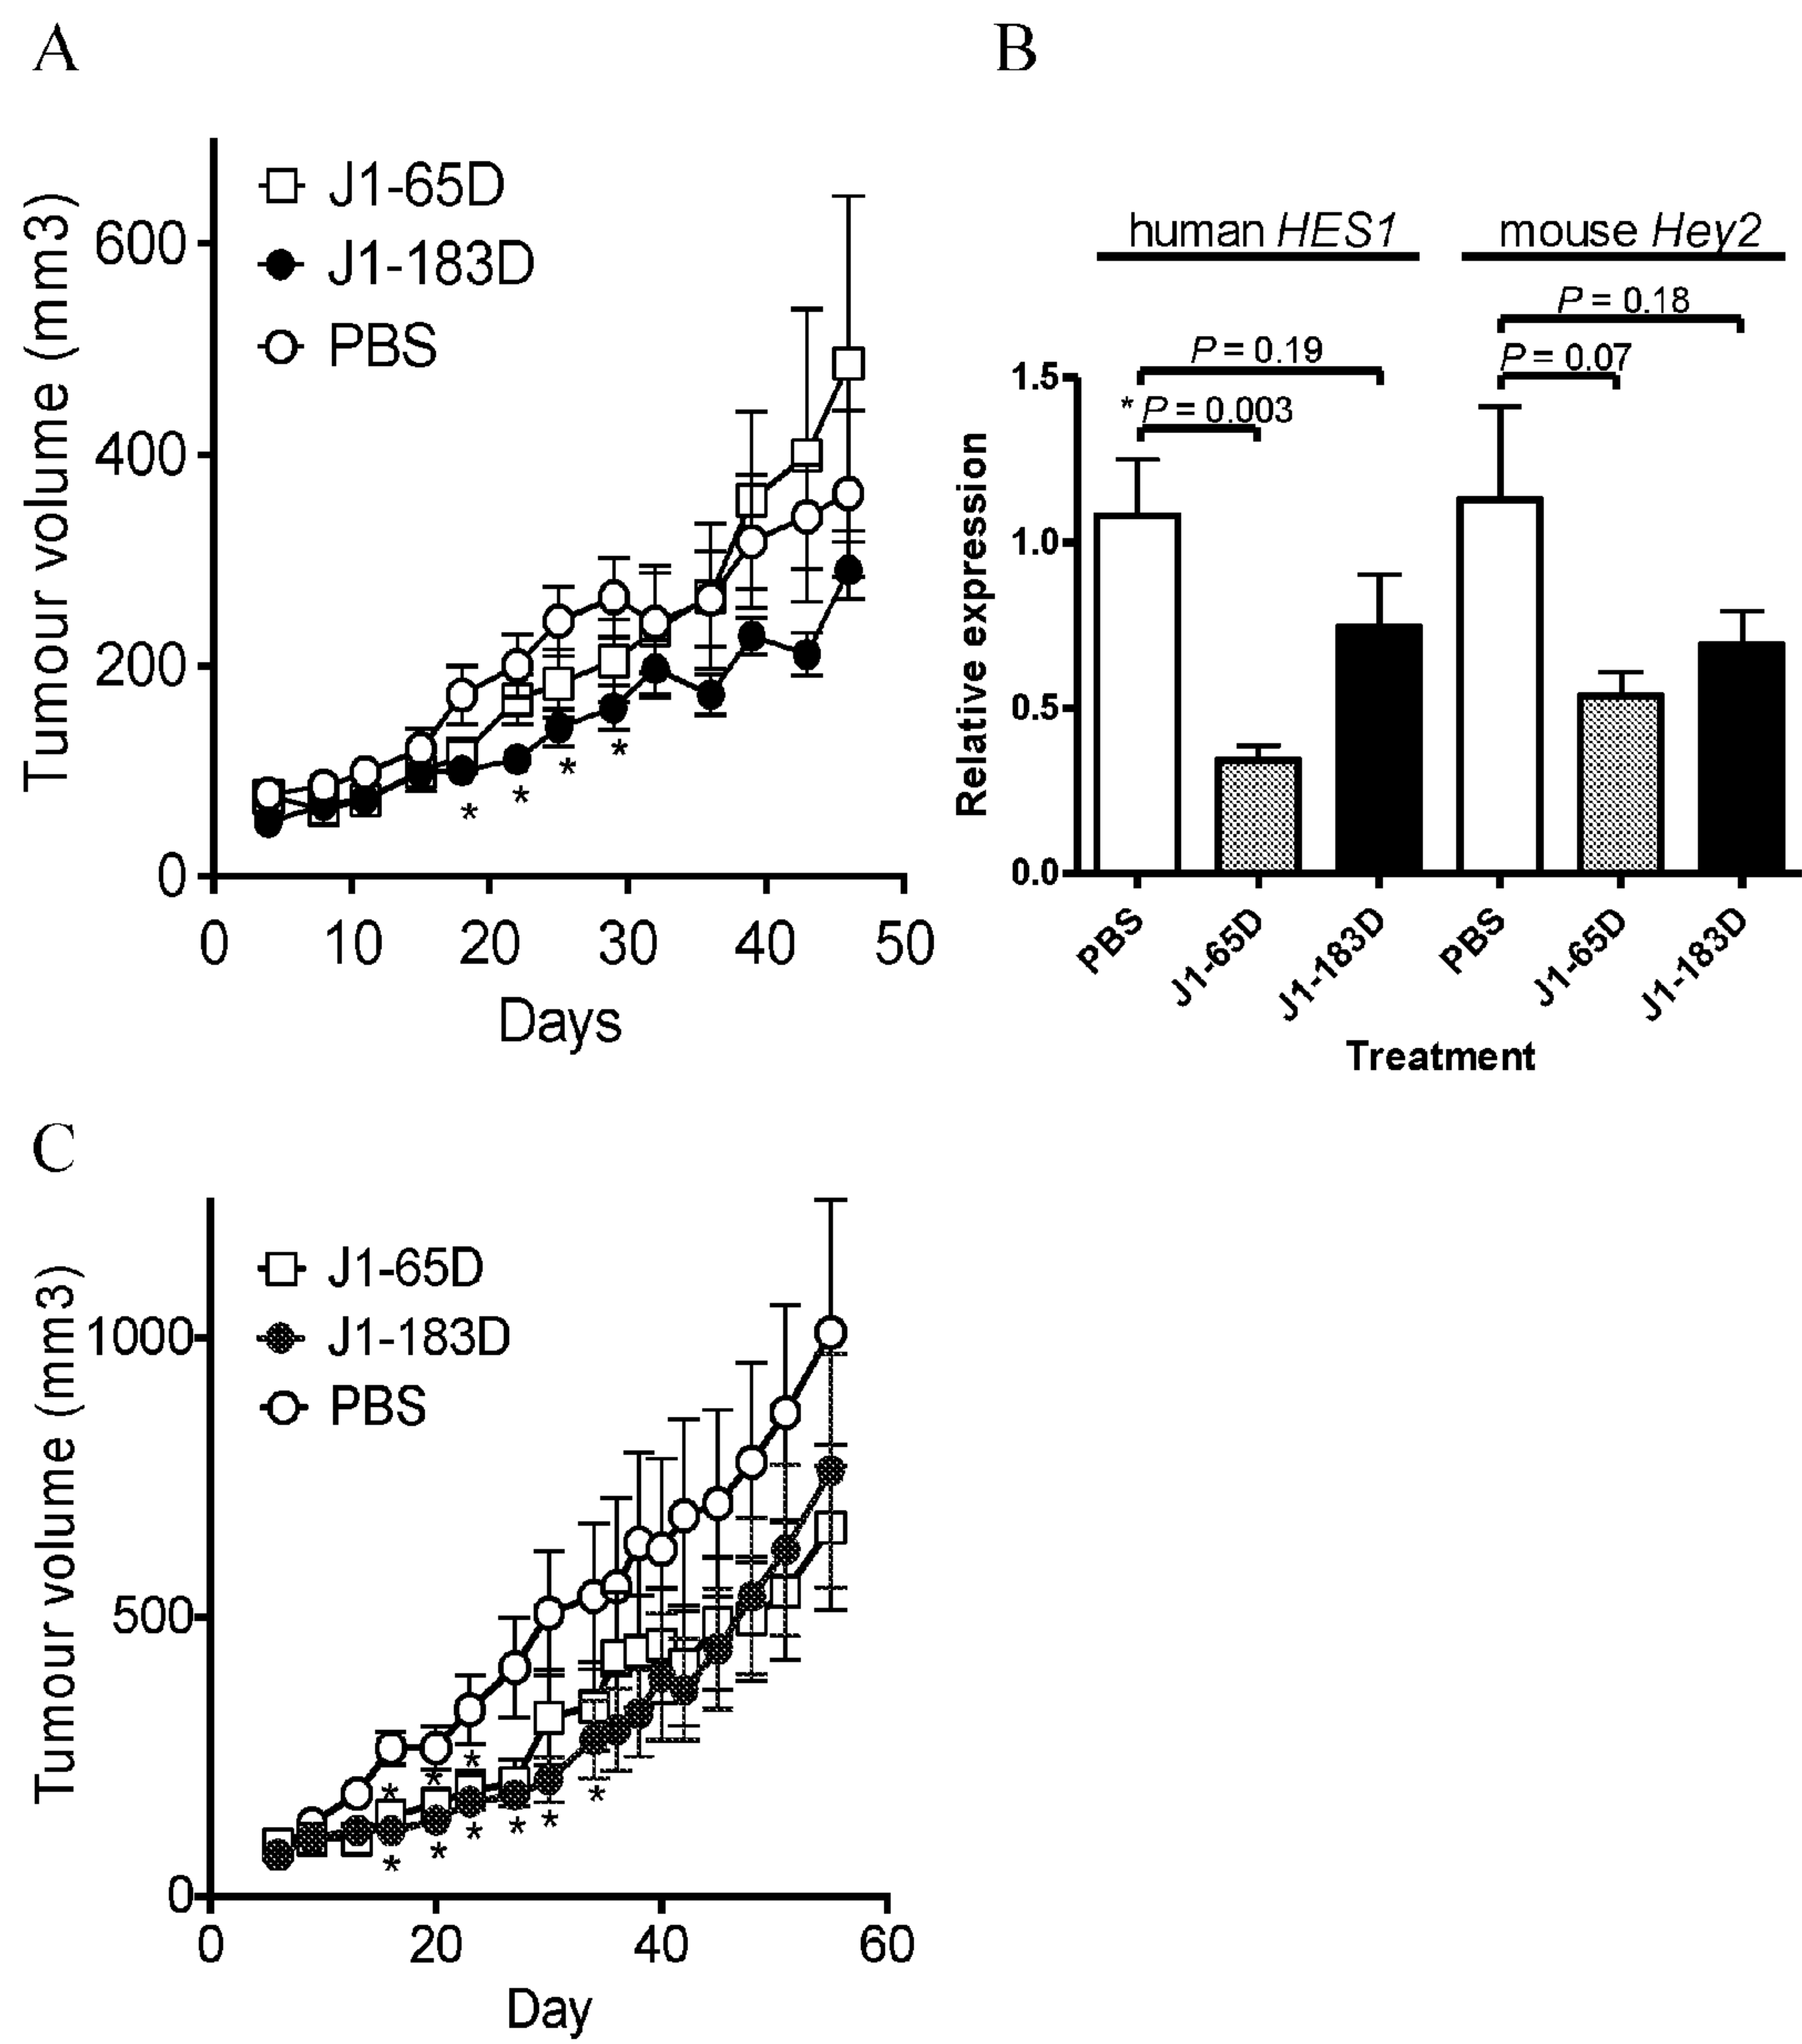 A
Tumour volume (mm3)
600
400
200
0
J1-65D
J1-183D
PBS
0 10 20 30 40 50
Days
* * * *
B
human HES1 mouse Hey2
P = 0.18
P = 0.19 P = 0.07
* P = 0.003
Relative expression
1.5
1.0
0.5
0.0
PBS J1-65D J1-183D PBS J1-65D J1-183D
Treatment
C
Tumour volume (mm3)
1000
500
0
J1-65D
J1-183D
PBS
* * *
* * * * * *
0 20 40 60
Day